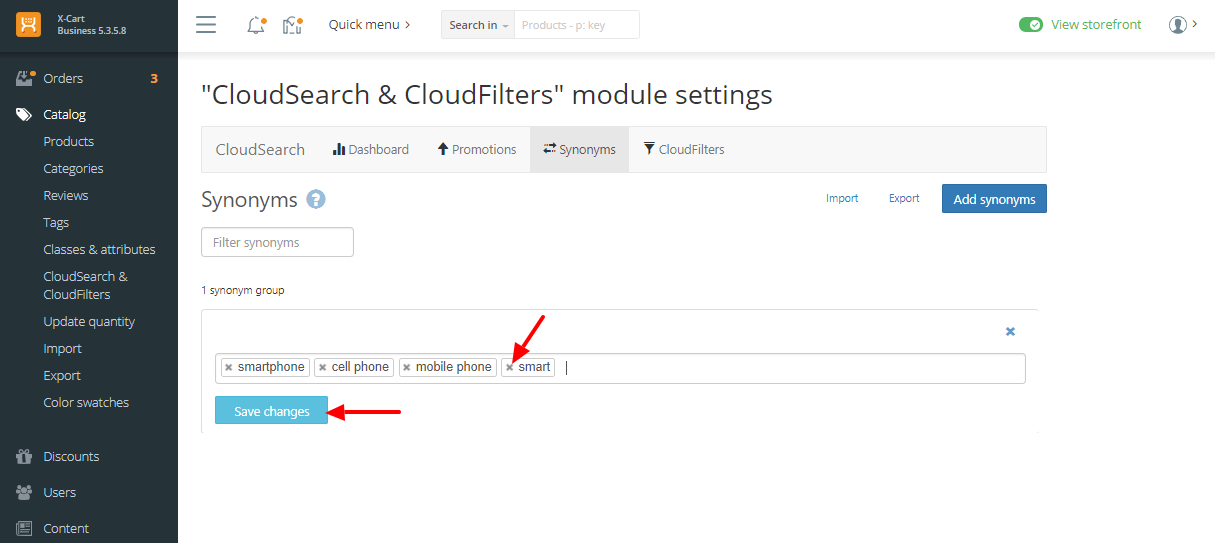 X-Cart
Business 5.3.5.8
Quick menu
Search in
Products - p: key
View storefront
Orders
3
Catalog
Products
Categories
Reviews
Tags
Classes & attributes
CloudSearch &
CloudFilters
Update quantity
Import
Export
Color swatches
Discounts
Users
Content
"CloudSearch & CloudFilters" module settings
CloudSearch
Dashboard
Promotions
Synonyms
CloudFilters
Synonyms ?
Import
Export
Add synonyms
Filter synonyms
1 synonym group
smartphone
cell phone
mobile phone
smart
Save changes